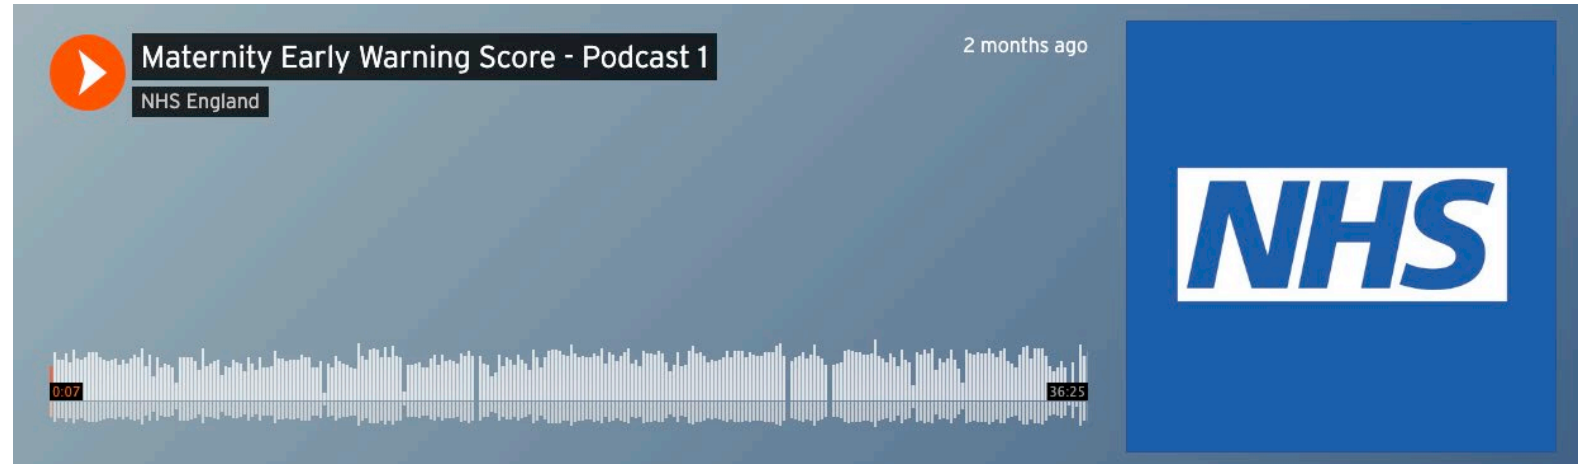 Maternity Early Warning Score - Podcast 1
2 months ago
NHS England
NHS
0:07
36:25